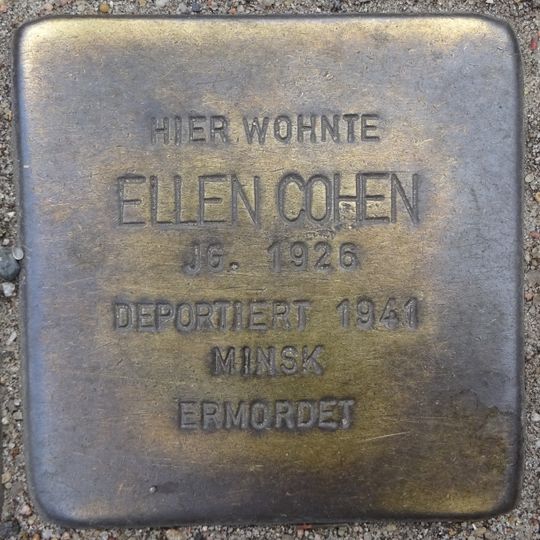 HIER WOHNTE
ELLEN COHEN
JG. 1926
DEPORTIERT 1941
MINSK
ERMORDET